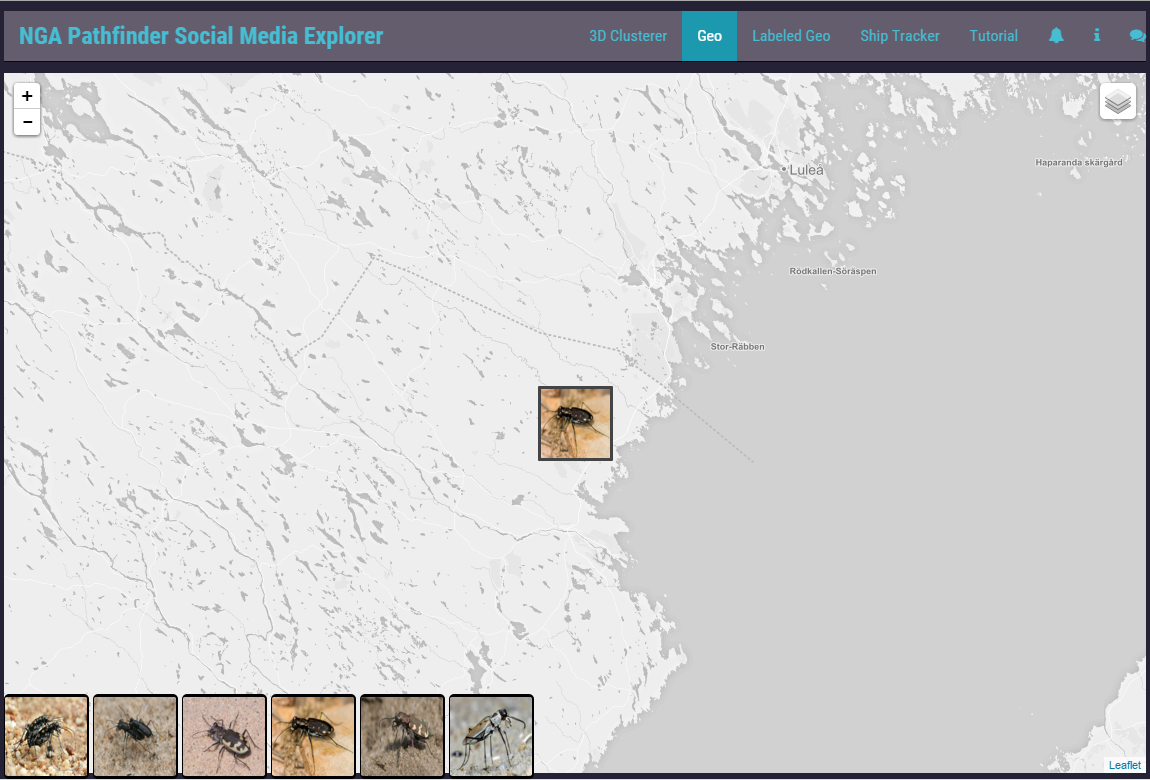 NGA Pathfinder Social Media Explorer
3D Clusterer Geo Labeled Geo Ship Tracker Tutorial
+
−
Luleå
Haparanda skärgård
Rödkallen-Söräspen
Stor-Räbben
Leaflet